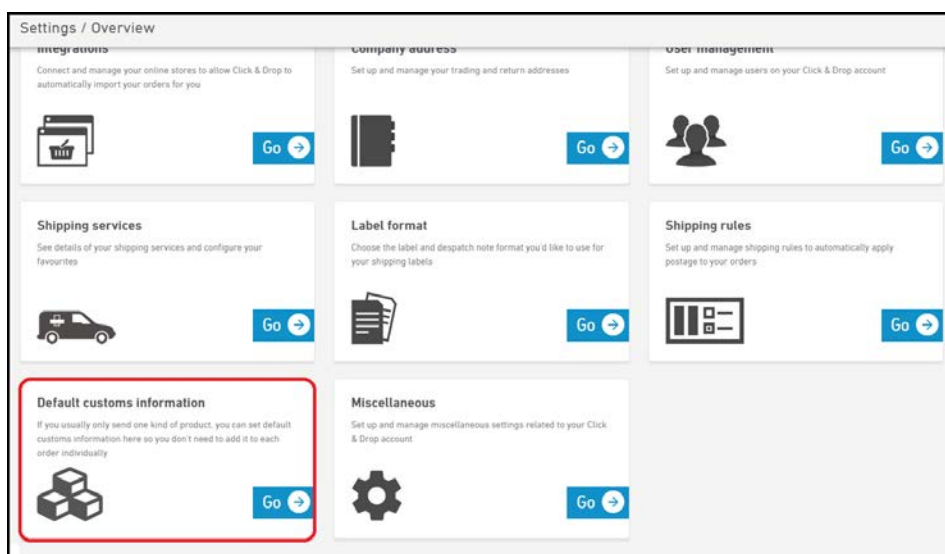 Settings / Overview
Integrations
Connect and manage your online stores to allow Click & Drop to
automatically import your orders for you
Go
Company address
Set up and manage your trading and return addresses
Go
User management
Set up and manage users on your Click & Drop account
Go
Shipping services
See details of your shipping services and configure your
favourites
Go
Label format
Choose the label and despatch note format you'd like to use for
your shipping labels
Go
Shipping rules
Set up and manage shipping rules to automatically apply
postage to your orders
Go
Default customs information
If you usually only send one kind of product, you can set default
customs information here so you don't need to add it to each
order individually
Go
Miscellaneous
Set up and manage miscellaneous settings related to your Click
& Drop account
Go